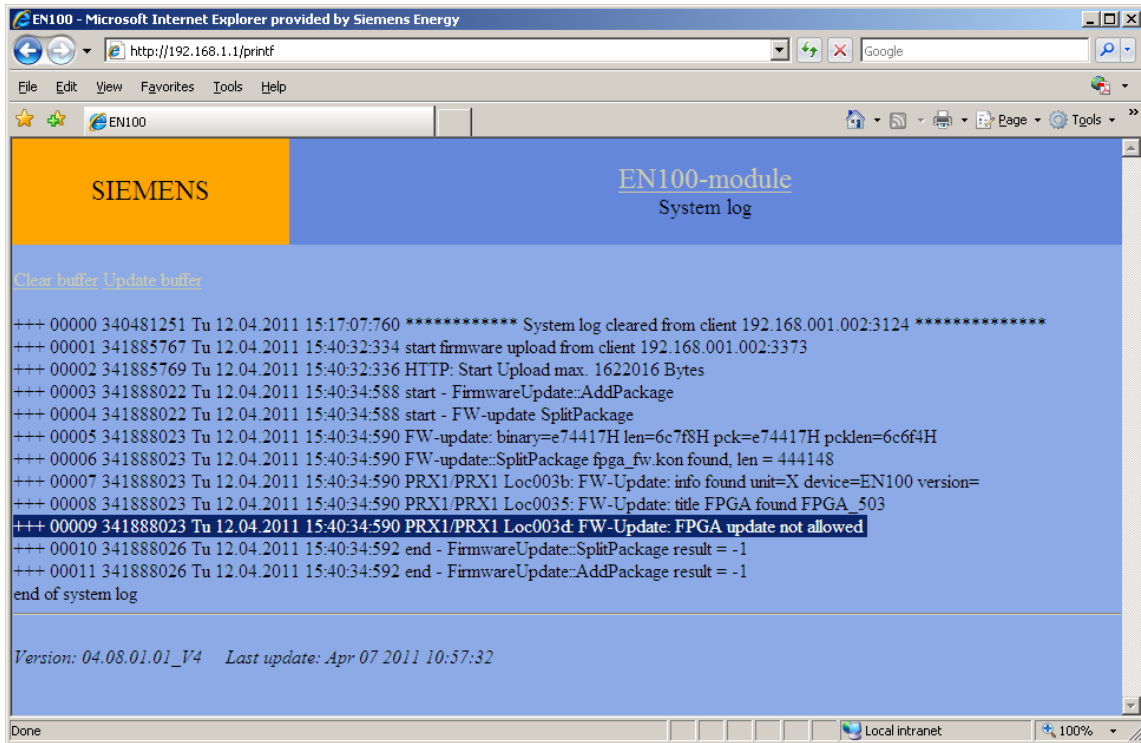 EN100 - Microsoft Internet Explorer provided by Siemens Energy
http://192.168.1.1/printf
Google
File Edit View Favorites Tools Help
EN100
Page Tools »
SIEMENS
EN100-module
System log
Clear buffer Update buffer
+++ 00000 340481251 Tu 12.04.2011 15:17:07:760 ************ System log cleared from client 192.168.001.002:3124 **************
+++ 00001 341885767 Tu 12.04.2011 15:40:32:334 start firmware upload from client 192.168.001.002:3373
+++ 00002 341885769 Tu 12.04.2011 15:40:32:336 HTTP: Start Upload max. 1622016 Bytes
+++ 00003 341888022 Tu 12.04.2011 15:40:34:588 start - FirmwareUpdate::AddPackage
+++ 00004 341888022 Tu 12.04.2011 15:40:34:588 start - FW-update SplitPackage
+++ 00005 341888023 Tu 12.04.2011 15:40:34:590 FW-update: binary=e74417H len=6c7f8H pck=e74417H pcklen=6c6f4H
+++ 00006 341888023 Tu 12.04.2011 15:40:34:590 FW-update::SplitPackage fpga_fw.kon found, len = 444148
+++ 00007 341888023 Tu 12.04.2011 15:40:34:590 PRX1/PRX1 Loc003b: FW-Update: info found unit=X device=EN100 version=
+++ 00008 341888023 Tu 12.04.2011 15:40:34:590 PRX1/PRX1 Loc0035: FW-Update: title FPGA found FPGA_503
+++ 00009 341888023 Tu 12.04.2011 15:40:34:590 PRX1/PRX1 Loc003d: FW-Update: FPGA update not allowed
+++ 00010 341888026 Tu 12.04.2011 15:40:34:592 end - FirmwareUpdate::SplitPackage result = -1
+++ 00011 341888026 Tu 12.04.2011 15:40:34:592 end - FirmwareUpdate::AddPackage result = -1
end of system log
Version: 04.08.01.01_V4 Last update: Apr 07 2011 10:57:32
Done
Local intranet
100%